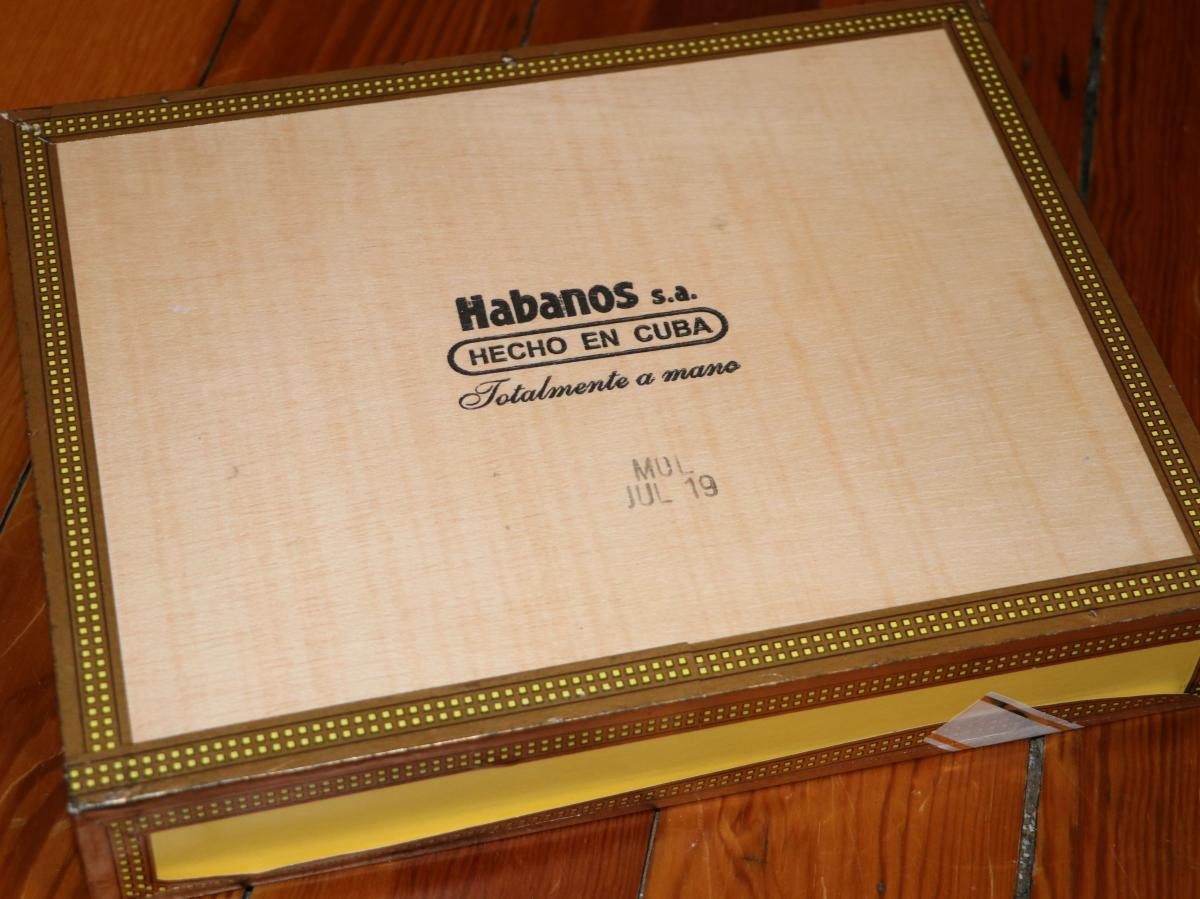 Habanos s.a.
HECHO EN CUBA
Totalmente a mano
MUL
JUL 19